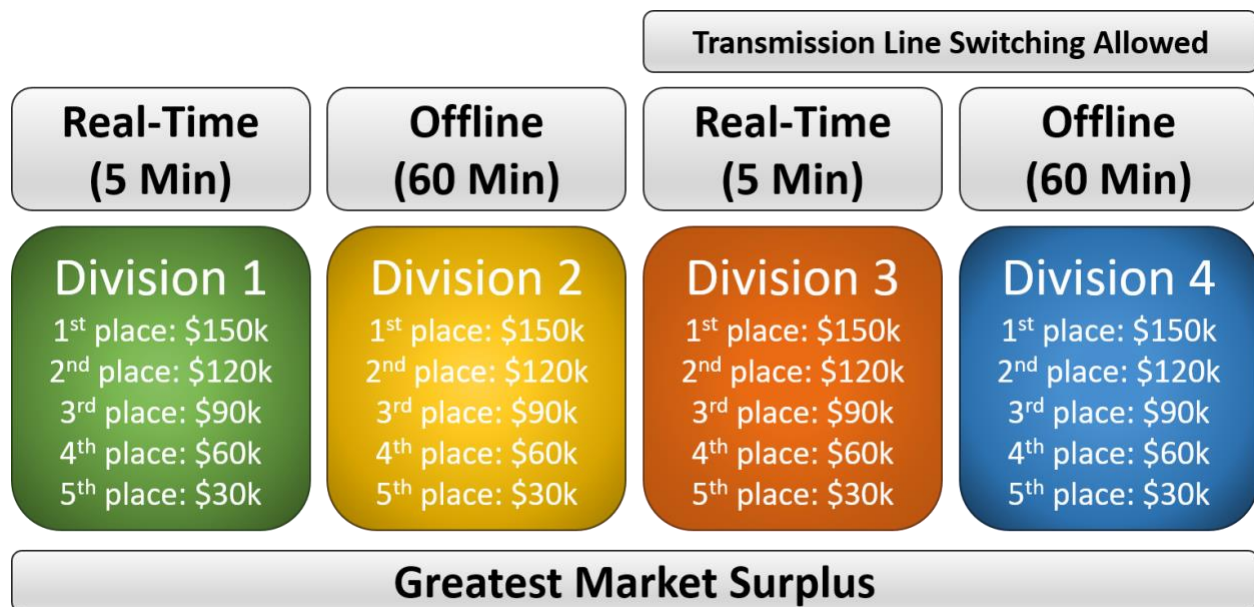 Transmission Line Switching Allowed
Real-Time
(5 Min)
Offline
(60 Min)
Real-Time
(5 Min)
Offline
(60 Min)
Division 1
1st place: $150k
2nd place: $120k
3rd place: $90k
4th place: $60k
5th place: $30k
Division 2
1st place: $150k
2nd place: $120k
3rd place: $90k
4th place: $60k
5th place: $30k
Division 3
1st place: $150k
2nd place: $120k
3rd place: $90k
4th place: $60k
5th place: $30k
Division 4
1st place: $150k
2nd place: $120k
3rd place: $90k
4th place: $60k
5th place: $30k
Greatest Market Surplus